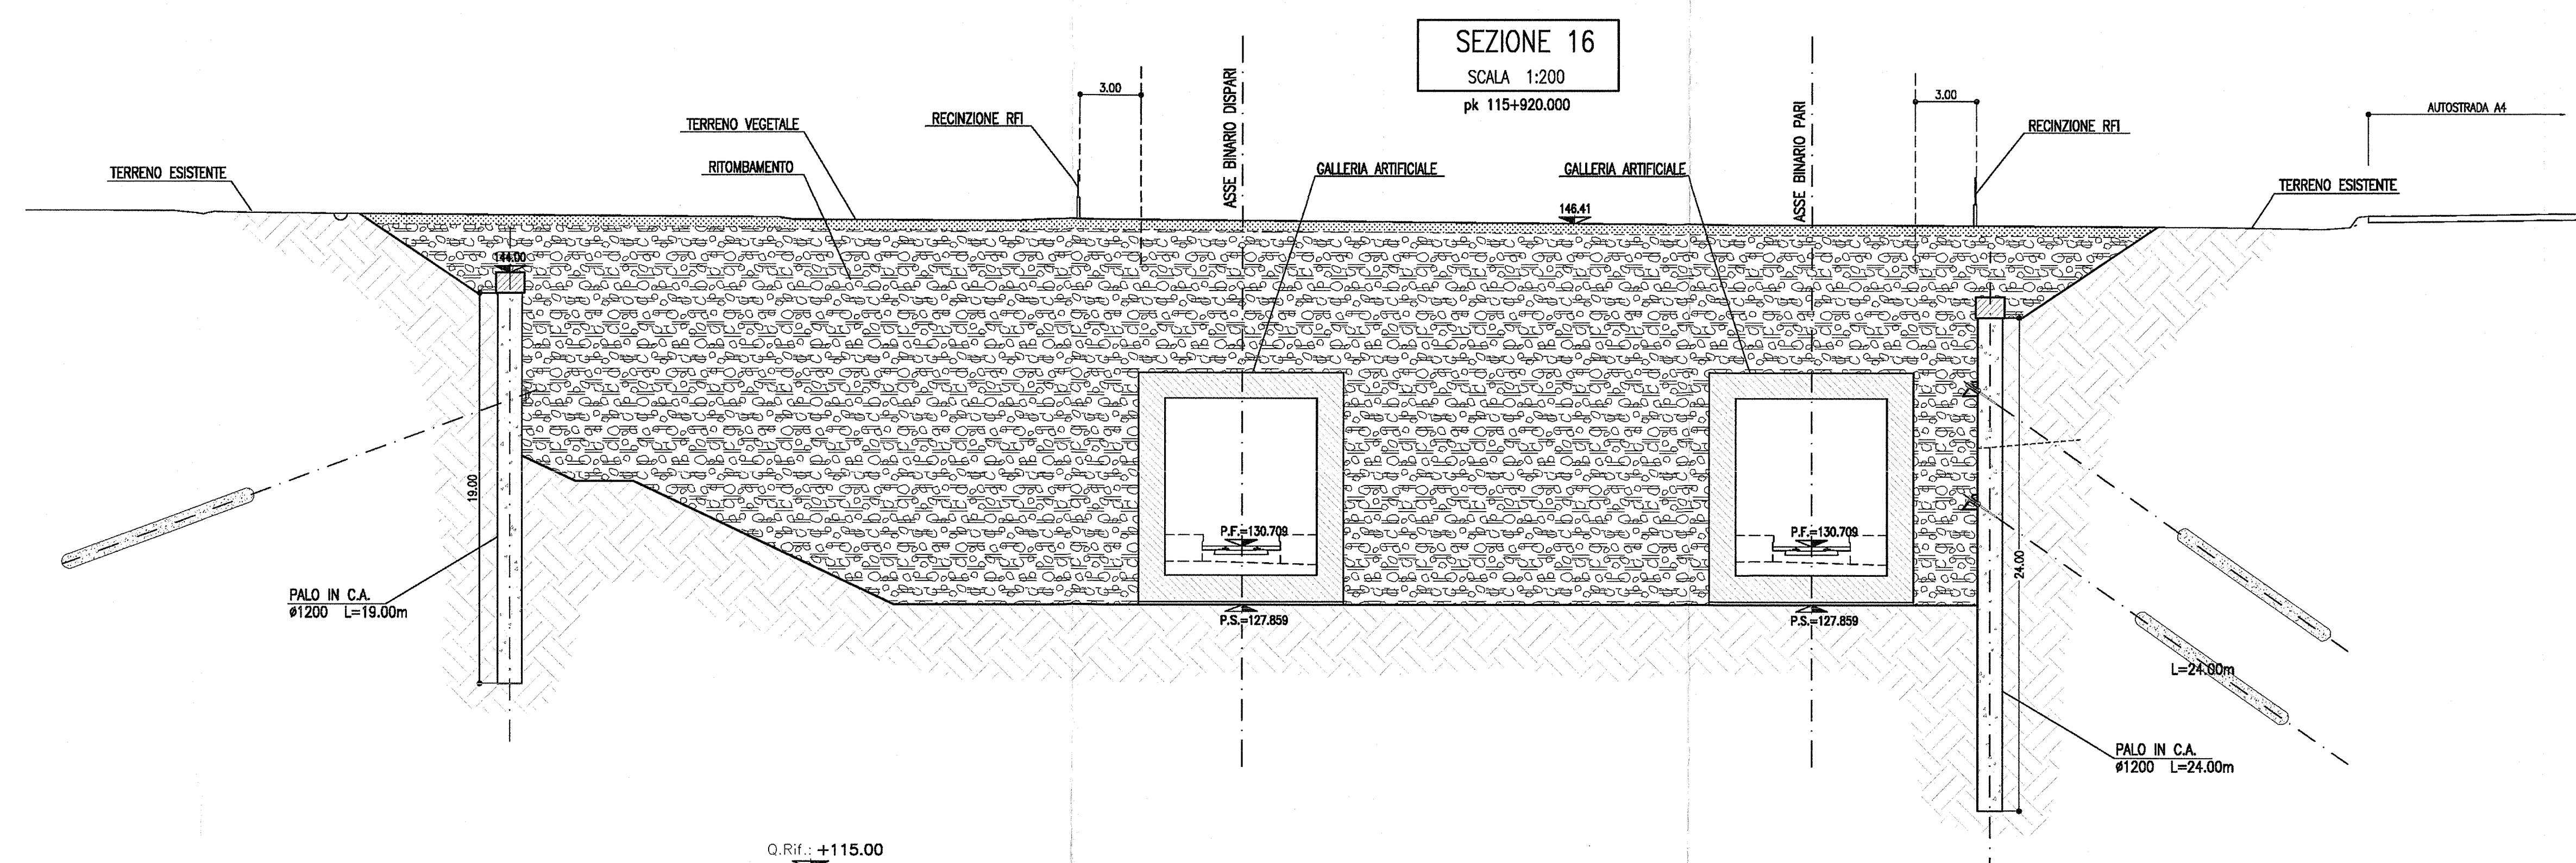 SEZIONE 16
SCALA 1:200
pk 115+920.000
ASSE BINARIO DISPARI
ASSE BINARIO PARI
3.00
3.00
AUTOSTRADA A4
TERRENO VEGETALE
RECINZIONE RFI
RECINZIONE RFI
TERRENO ESISTENTE
RITOMBAMENTO
GALLERIA ARTIFICIALE
GALLERIA ARTIFICIALE
TERRENO ESISTENTE
146.41
144.00
19.00
P.F.=130.709
P.F.=130.709
24.00
PALO IN C.A.
ø1200 L=19.00m
P.S.=127.859
P.S.=127.859
L=24.00m
PALO IN C.A.
ø1200 L=24.00m
Q.Rif.: +115.00